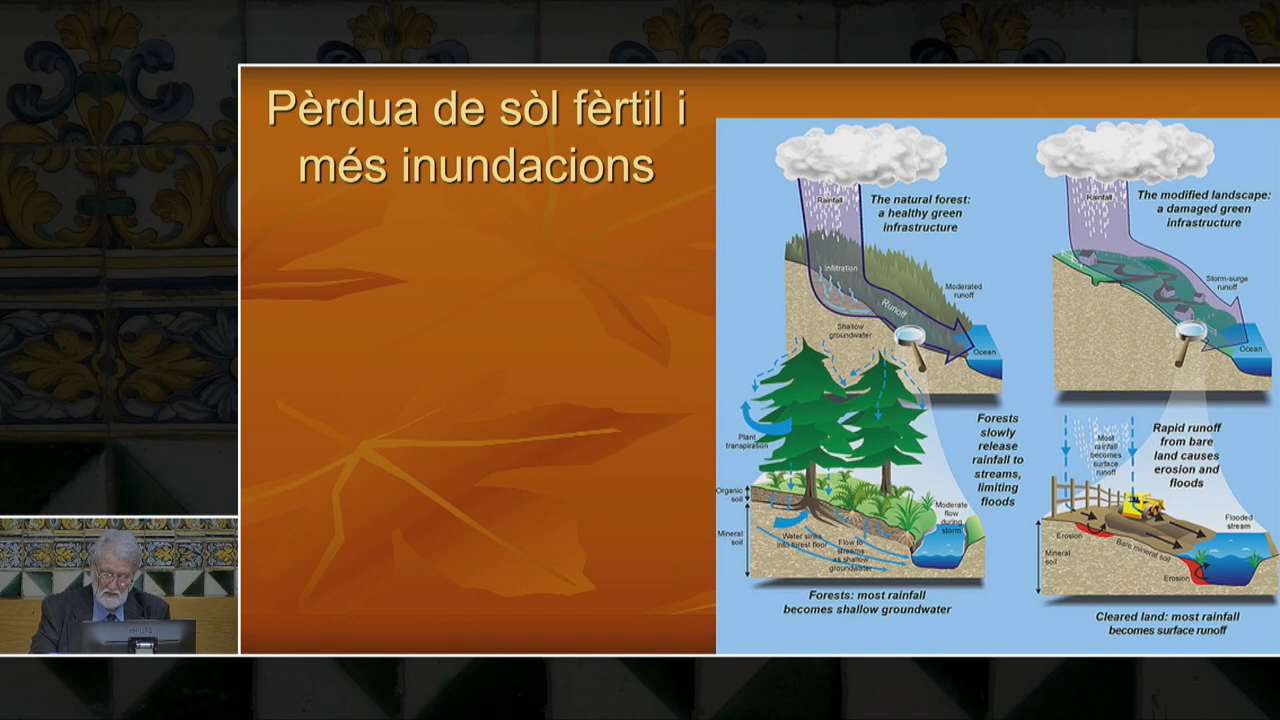 Pèrdua de sòl fèrtil i
més inundacions
Rainfall
The natural forest:
a healthy green
infrastructure
Infiltration
Moderated
runoff
Runoff
Shallow
groundwater
Ocean
Rainfall
The modified landscape:
a damaged green
infrastructure
Storm-surge
runoff
Ocean
Plant
transpiration
Organic
soil
Mineral
soil
Water sinks
into forest floor
Flow to
streams
as shallow
groundwater
Moderate
flow
during
storm
Forests
slowly
release
rainfall to
streams,
limiting
floods
Forests: most rainfall
becomes shallow groundwater
Most
rainfall
becomes
surface
runoff
Rapid runoff
from bare
land causes
erosion and
floods
Flooded
stream
Erosion
Mineral
soil
Bare mineral soil
Erosion
Cleared land: most rainfall
becomes surface runoff
PHILIPS